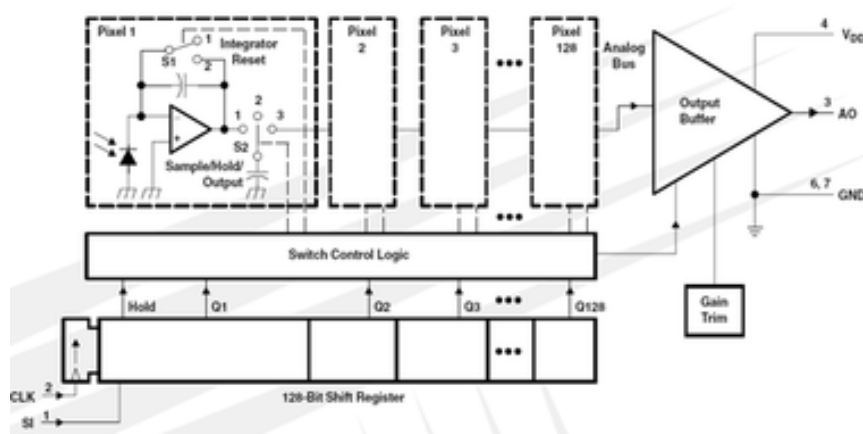 Pixel 1
1
Integrator
Reset
S1
2
-
+
1
2
3
S2
Sample/Hold/
Output
Pixel
2
Pixel
3
•••
Pixel
128
Analog
Bus
Output
Buffer
4
VDD
3
AO
6, 7
GND
•••
Switch Control Logic
Gain
Trim
Hold
Q1
Q2
Q3
•••
Q128
•••
CLK
2
SI
1
128-Bit Shift Register